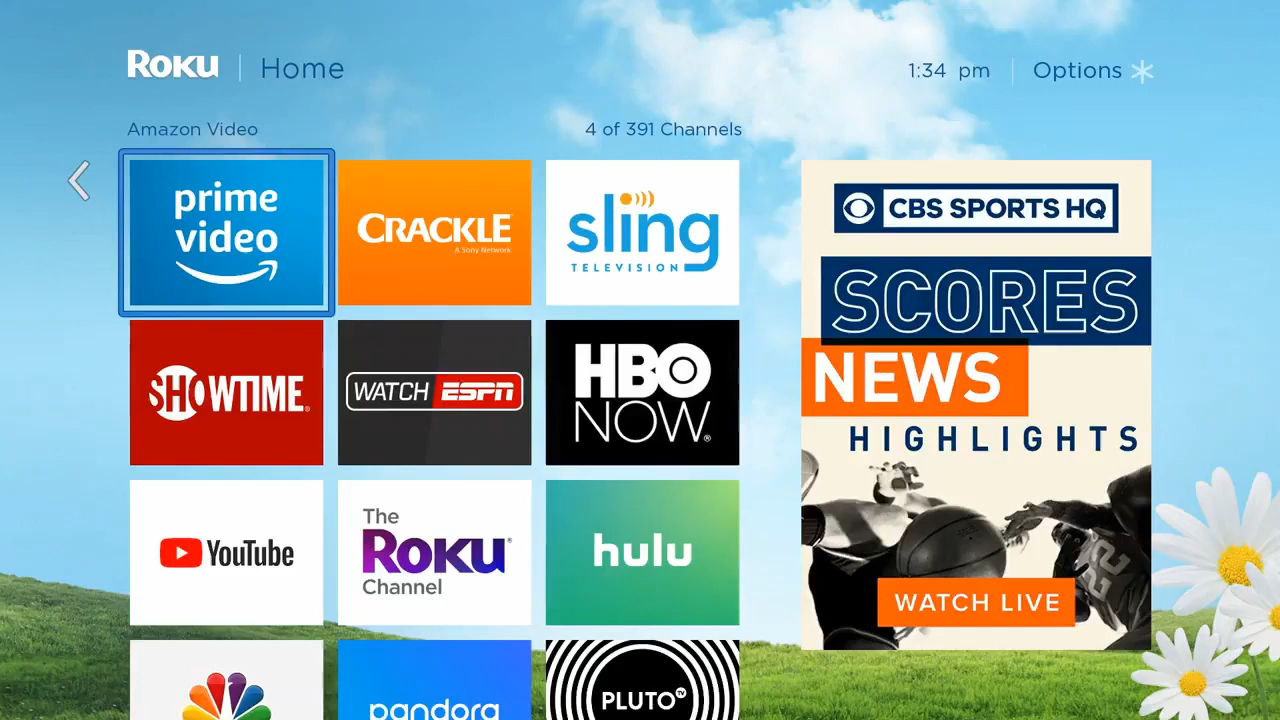 Roku
Home
1:34 pm
Options
Amazon Video
4 of 391 Channels
prime
video
CRACKLE
A Sony Network
sling
TELEVISION
CBS SPORTS HQ
SCORES
NEWS
HIGHLIGHTS
WATCH LIVE
SHOWTIME®
WATCH ESPN
HBO
NOW®
YouTube
The
Roku®
Channel
hulu
pandora
PLUTO TV